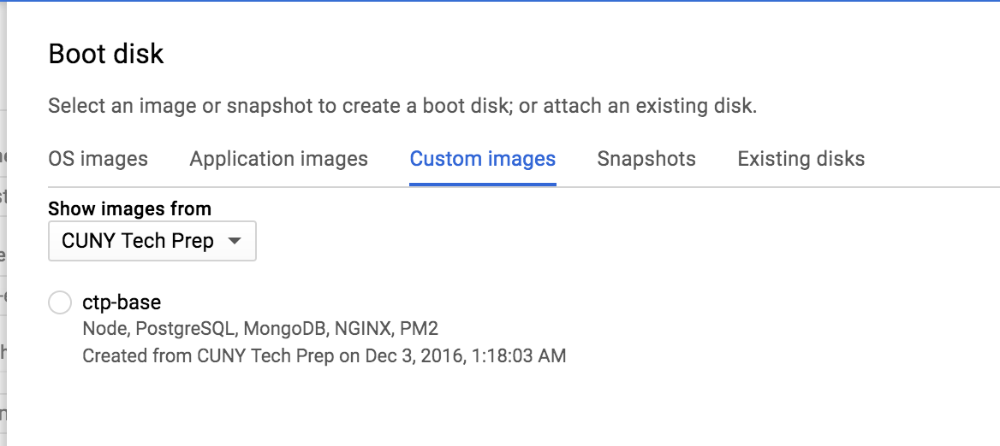 Boot disk
Select an image or snapshot to create a boot disk; or attach an existing disk.
OS images Application images Custom images Snapshots Existing disks
Show images from
CUNY Tech Prep
ctp-base
Node, PostgreSQL, MongoDB, NGINX, PM2
Created from CUNY Tech Prep on Dec 3, 2016, 1:18:03 AM